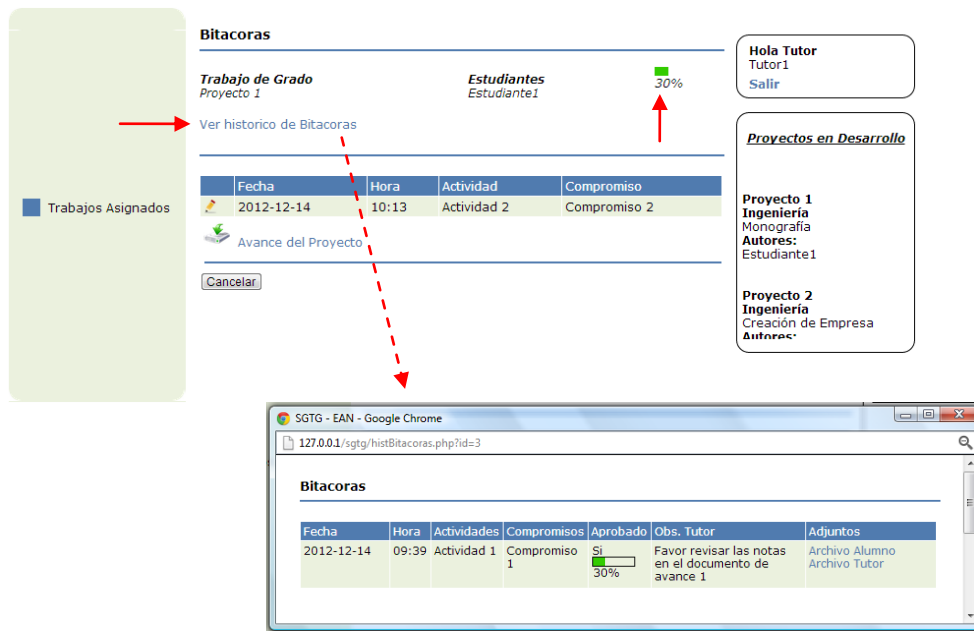 Trabajos Asignados
Bitacoras
Trabajo de Grado
Proyecto 1
Estudiantes
Estudiante1
30%
Ver historico de Bitacoras
Fecha Hora Actividad Compromiso
2012-12-14 10:13 Actividad 2 Compromiso 2
Avance del Proyecto
Cancelar
Hola Tutor
Tutor1
Salir
Proyectos en Desarrollo
Proyecto 1
Ingeniería
Monografía
Autores:
Estudiante1
Proyecto 2
Ingeniería
Creación de Empresa
Autores:
SGTG - EAN - Google Chrome
127.0.0.1/sgtg/histBitacoras.php?id=3
Bitacoras
Fecha Hora Actividades Compromisos Aprobado Obs. Tutor Adjuntos
2012-12-14 09:39 Actividad 1 Compromiso Si Favor revisar las notas Archivo Alumno
1 en el documento de Archivo Tutor
30% avance 1